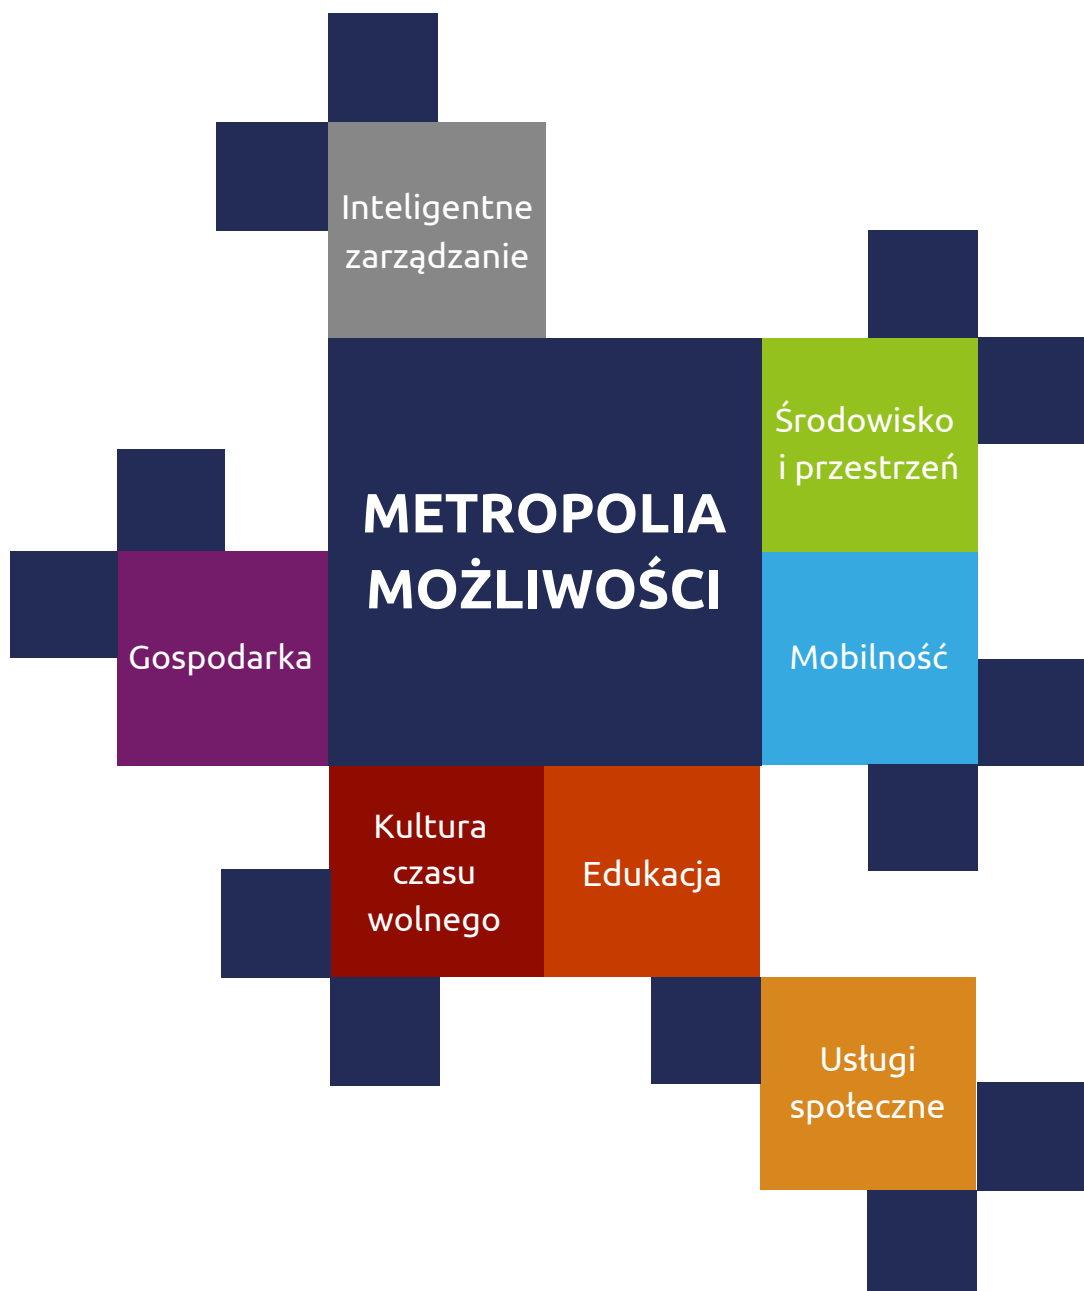 Inteligentne
zarządzanie
Środowisko
i przestrzeń
METROPOLIA
MOŻLIWOŚCI
Gospodarka
Mobilność
Kultura
czasu
wolnego
Edukacja
Usługi
społeczne